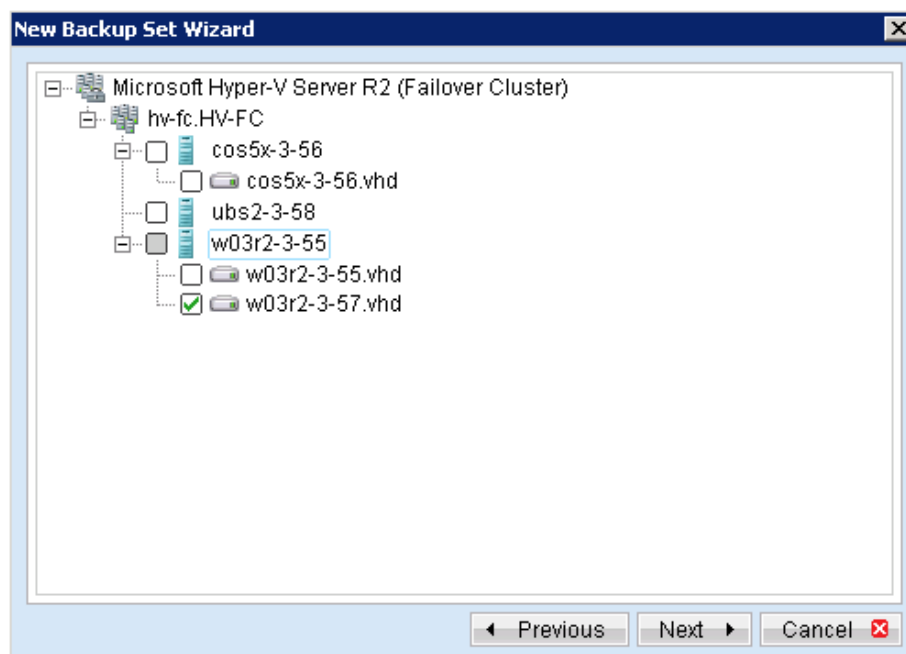 New Backup Set Wizard
Microsoft Hyper-V Server R2 (Failover Cluster)
hv-fc.HV-FC
cos5x-3-56
cos5x-3-56.vhd
ubs2-3-58
w03r2-3-55
w03r2-3-55.vhd
w03r2-3-57.vhd
Previous Next Cancel